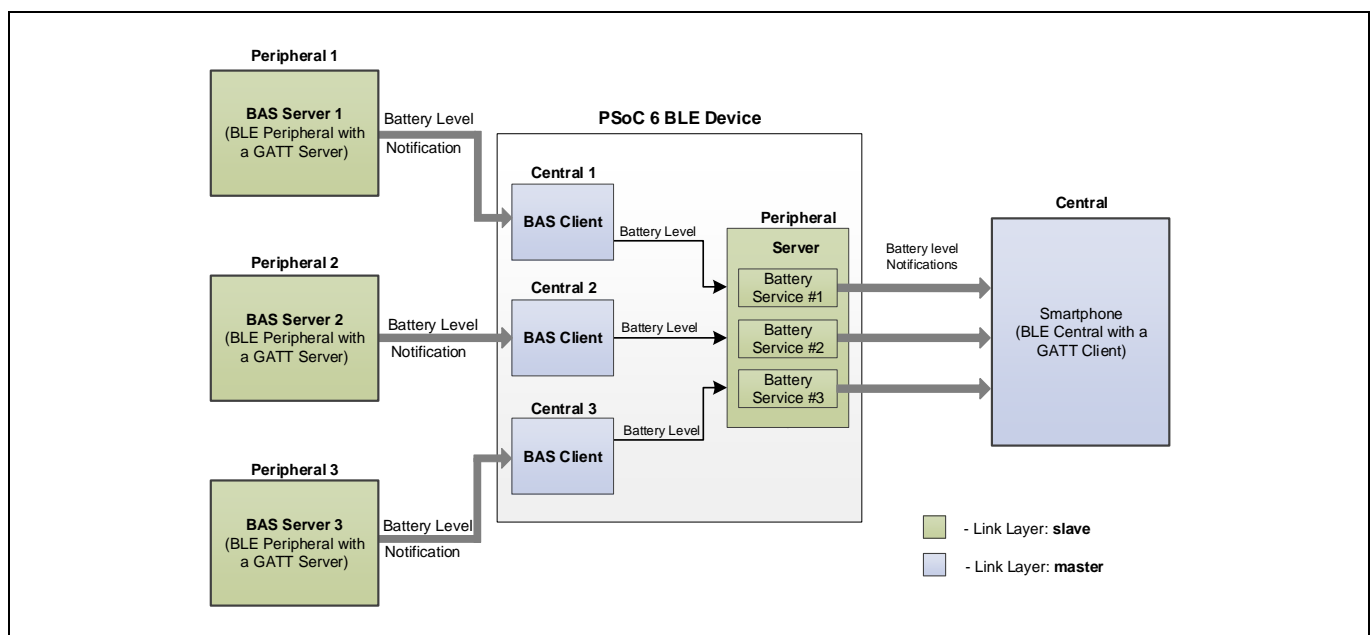 Peripheral 1
BAS Server 1
(BLE Peripheral with
a GATT Server)
Battery Level
Notification
Peripheral 2
BAS Server 2
(BLE Peripheral with
a GATT Server)
Battery Level
Notification
Peripheral 3
BAS Server 3
(BLE Peripheral with
a GATT Server)
Battery Level
Notification
PSoC 6 BLE Device
Central 1
BAS Client
Battery Level
Central 2
BAS Client
Battery Level
Central 3
BAS Client
Battery Level
Peripheral
Server
Battery
Service #1
Battery
Service #2
Battery
Service #3
Battery level
Notifications
Central
Smartphone
(BLE Central with a
GATT Client)
- Link Layer: slave
- Link Layer: master